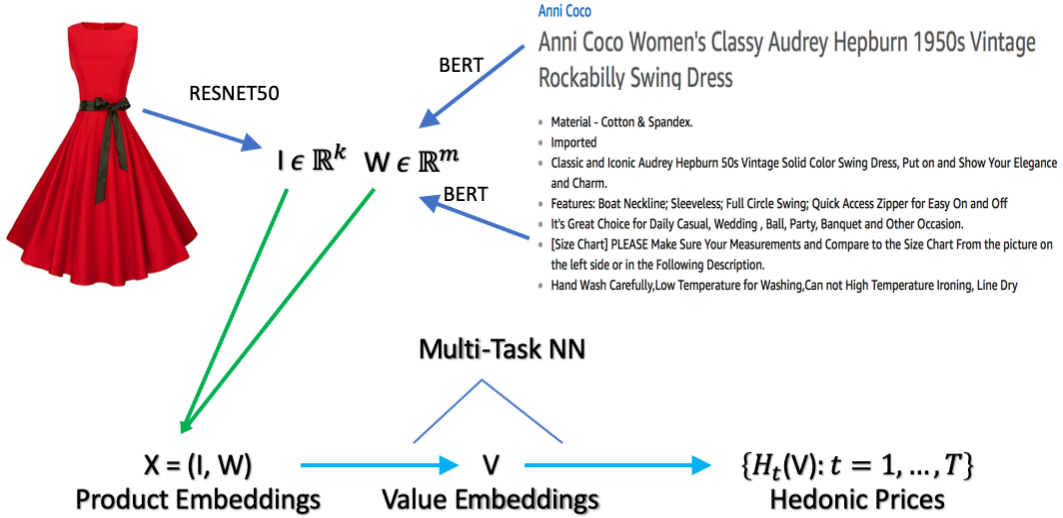 Anni Coco
Anni Coco Women's Classy Audrey Hepburn 1950s Vintage
Rockabilly Swing Dress
BERT
RESNET50
• Material - Cotton & Spandex.
• Imported
• Classic and Iconic Audrey Hepburn 50s Vintage Solid Color Swing Dress, Put on and Show Your Elegance
and Charm.
• Features: Boat Neckline; Sleeveless; Full Circle Swing; Quick Access Zipper for Easy On and Off
• It's Great Choice for Daily Casual, Wedding , Ball, Party, Banquet and Other Occasion.
• [Size Chart] PLEASE Make Sure Your Measurements and Compare to the Size Chart From the picture on
the left side or in the Following Description.
• Hand Wash Carefully,Low Temperature for Washing,Can not High Temperature Ironing, Line Dry
I ϵ ℝᵏ W ϵ ℝᵐ
BERT
Multi-Task NN
X = (I, W)
Product Embeddings
V
Value Embeddings
{Hₜ(V): t = 1, ..., T}
Hedonic Prices